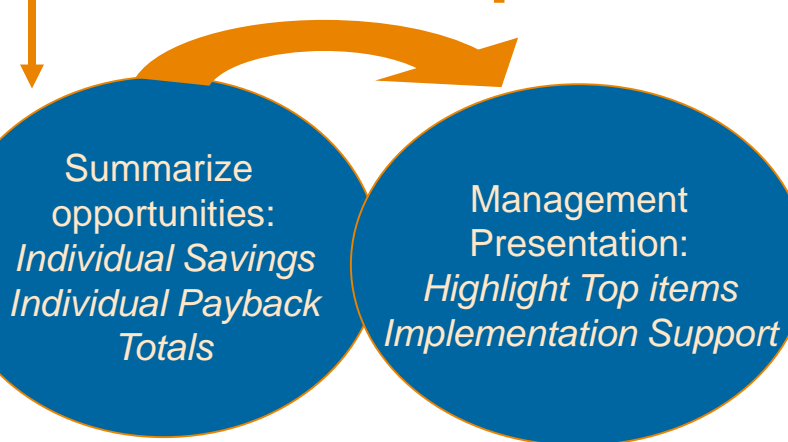 Summarize
opportunities:
Individual Savings
Individual Payback
Totals
Management
Presentation:
Highlight Top items
Implementation Support